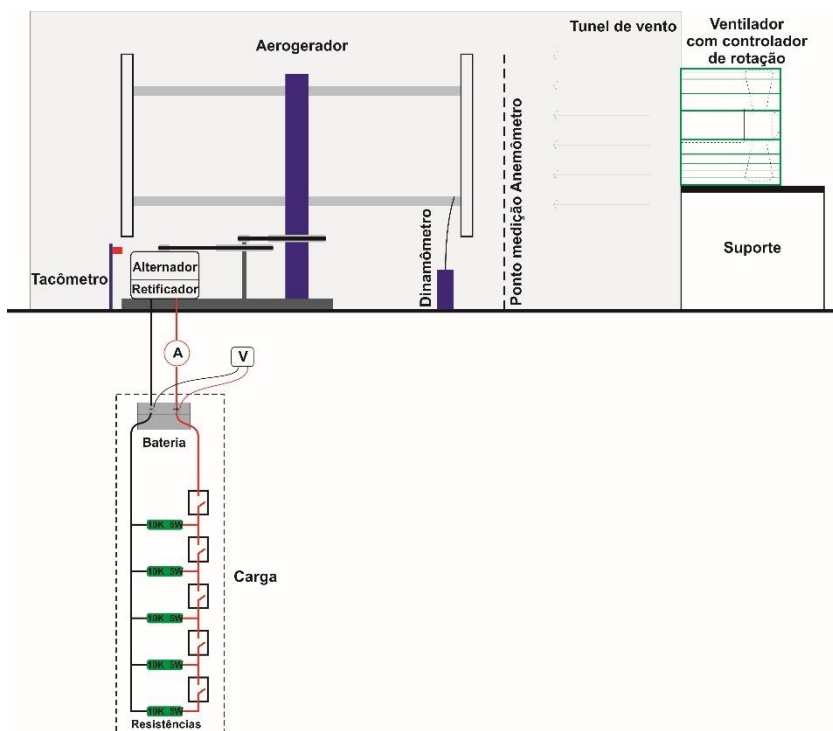 Tunel de vento
Ventilador
com controlador
de rotação
Aerogerador
Ponto medição Anemômetro
Dinamômetro
Suporte
Tacômetro
Alternador
Retificador
A
V
Bateria
10K 5W
10K 5W
10K 5W
10K 5W
10K 5W
Carga
Resistências